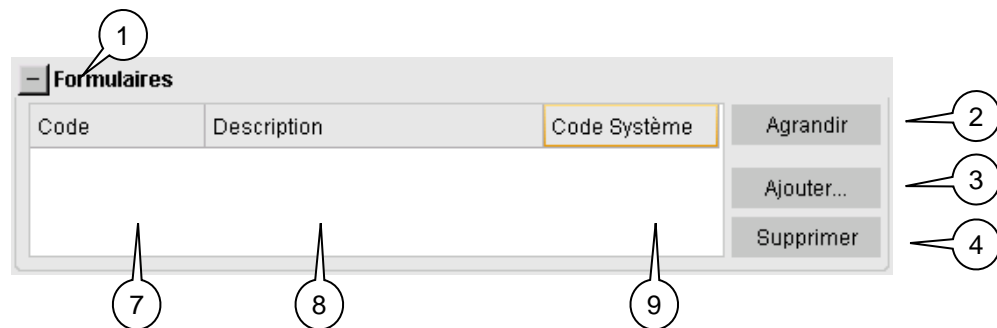 1
Formulaires
Code Description Code Système Agrandir 2
Ajouter... 3
Supprimer 4
7 8 9